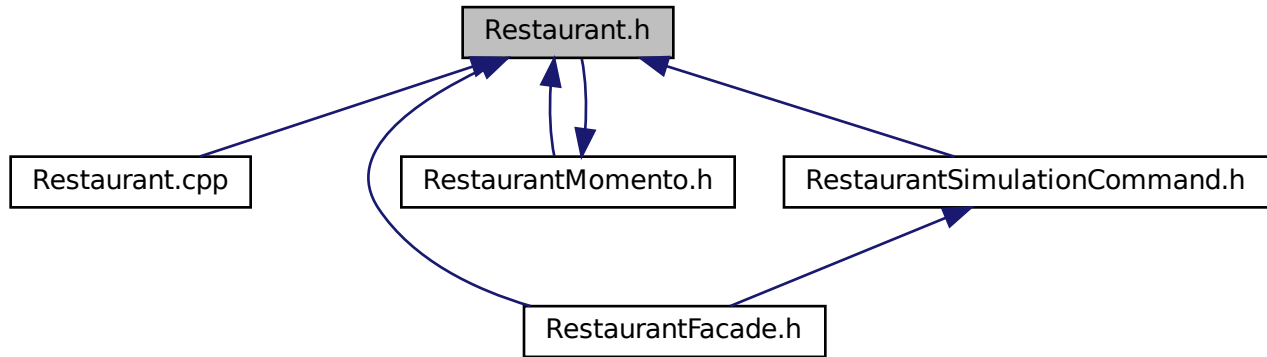 Restaurant.h
Restaurant.cpp
RestaurantMomento.h
RestaurantSimulationCommand.h
RestaurantFacade.h